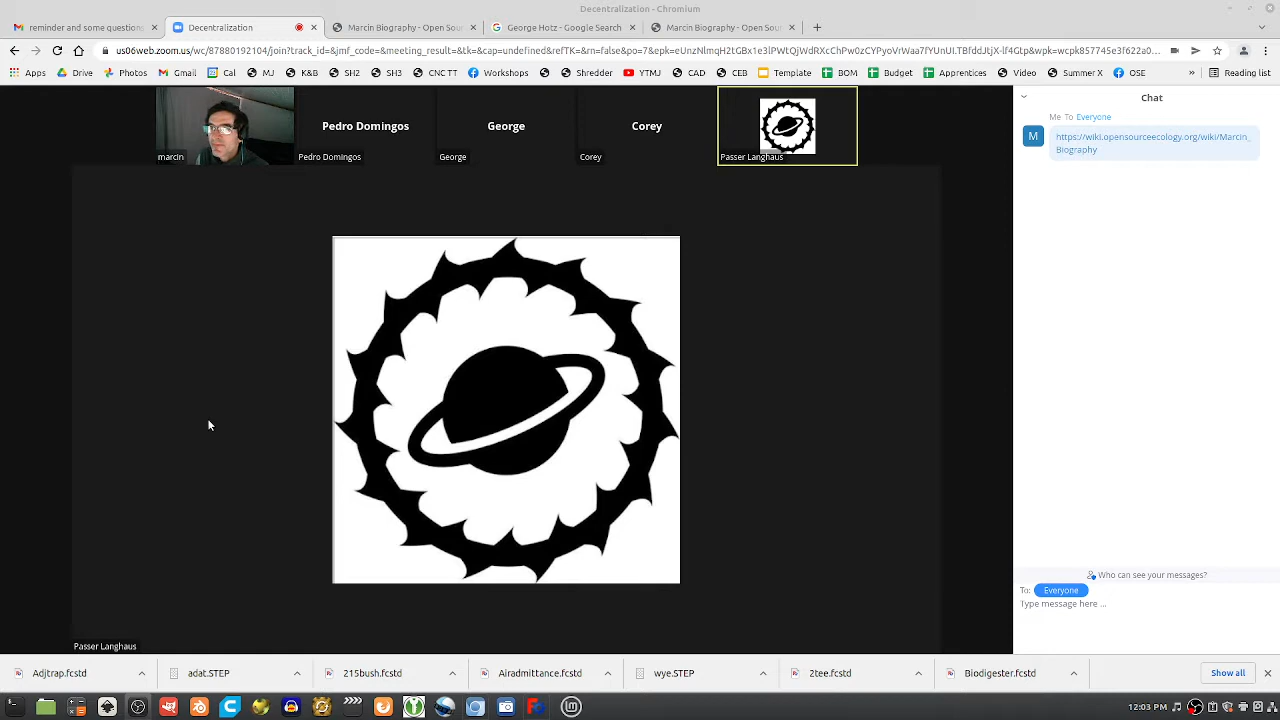 Decentralization - Chromium
reminder and some questions
Decentralization
Marcin Biography - Open Sour
George Hotz - Google Search
Marcin Biography - Open Sour
Apps
Drive
Photos
Gmail
Cal
MJ
K&D
SH2
SH3
CNC TT
Workshops
Shredder
YTMJ
CAD
CEB
Template
BOM
Budget
Apprentices
Video
Summer X
OSE
Reading list
marcin
Pedro Domingos
Pedro Domingos
George
George
Corey
Corey
Passer Langhaus
Passer Langhaus
Chat
Me To Everyone
M
https://wiki.opensourceecology.org/wiki/Marcin_
Biography
Who can see your messages?
To: Everyone
Type message here ...
Adjtrap.fcstd
adat.STEP
215bush.fcstd
Airadmittance.fcstd
wye.STEP
2tee.fcstd
Biodigester.fcstd
Show all
12:03 PM